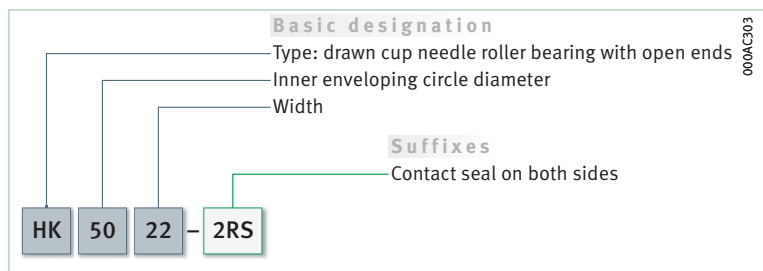 Basic designation
Type: drawn cup needle roller bearing with open ends
Inner enveloping circle diameter
Width
Suffixes
Contact seal on both sides
HK 50 22 – 2RS
000AC303